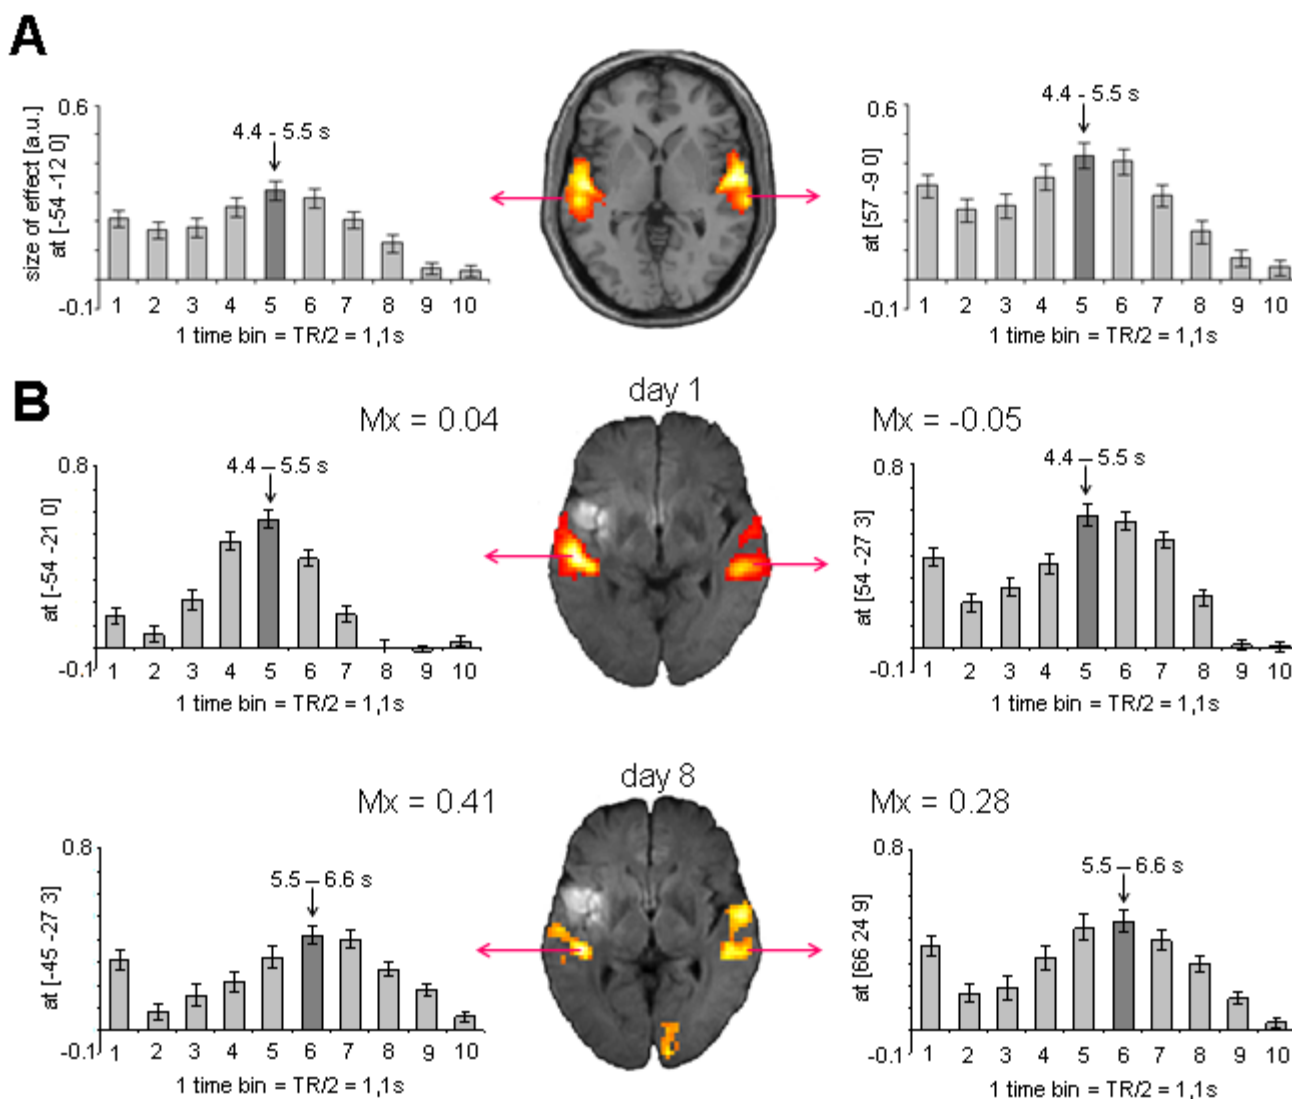 A
0.6
4.4 - 5.5 s
size of effect [a.u.]
at [-54 -12 0]
-0.1
1 2 3 4 5 6 7 8 9 10
1 time bin = TR/2 = 1,1s
0.6
4.4 - 5.5 s
at [57 -9 0]
-0.1
1 2 3 4 5 6 7 8 9 10
1 time bin = TR/2 = 1,1s
B
day 1
Mx = 0.04
0.8
4.4 – 5.5 s
at [-54 -21 0]
-0.1
1 2 3 4 5 6 7 8 9 10
1 time bin = TR/2 = 1,1s
Mx = -0.05
0.8
4.4 – 5.5 s
at [54 -27 3]
-0.1
1 2 3 4 5 6 7 8 9 10
1 time bin = TR/2 = 1,1s
day 8
Mx = 0.41
0.8
5.5 – 6.6 s
at [-45 -27 3]
-0.1
1 2 3 4 5 6 7 8 9 10
1 time bin = TR/2 = 1,1s
Mx = 0.28
0.8
5.5 – 6.6 s
at [66 24 9]
-0.1
1 2 3 4 5 6 7 8 9 10
1 time bin = TR/2 = 1,1s